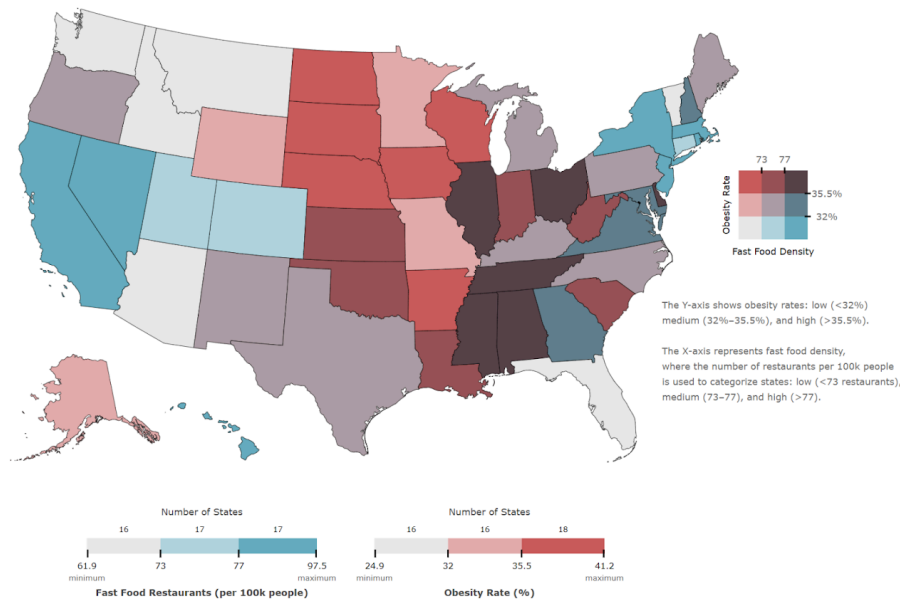 73 77
Obesity Rate
35.5%
32%
Fast Food Density
The Y-axis shows obesity rates: low (<32%)
medium (32%–35.5%), and high (>35.5%).
The X-axis represents fast food density,
where the number of restaurants per 100k people
is used to categorize states: low (<73 restaurants),
medium (73–77), and high (>77).
Number of States
16 17 17
61.9 73 77 97.5
minimum maximum
Fast Food Restaurants (per 100k people)
Number of States
16 16 18
24.9 32 35.5 41.2
minimum maximum
Obesity Rate (%)